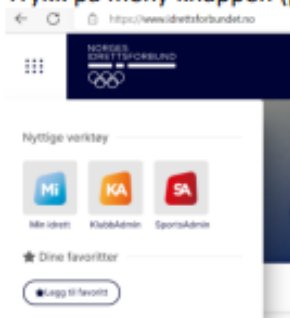 Trykk på meny knappen (
https://www.idrettsforbundet.no
NORGES
IDRETTSFORBUND
Nyttige verktøy
Mi KA SA
Min idrett KlubbAdmin SportsAdmin
Dine favoritter
Legg til favoritt